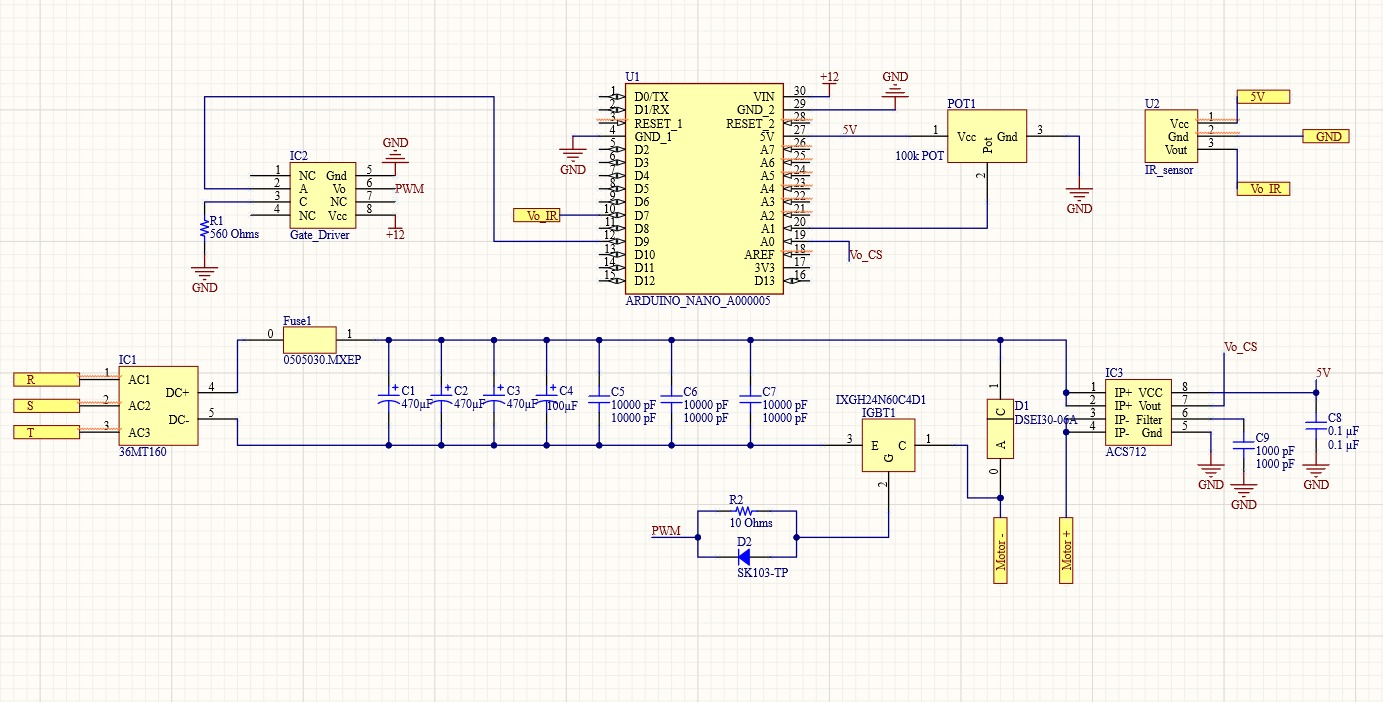 U1
1 D0/TX VIN 30 +12
2 D1/RX GND_2 29 GND
3 RESET_1 RESET_2 28
4 GND_1 5V 27 5V
GND
5 D2 A7 26
6 D3 A6 25
7 D4 A5 24
8 D5 A4 23
9 D6 A3 22
Vo_IR 10 D7 A2 21
11 D8 A1 20
12 D9 A0 19
Vo_CS
13 D10 AREF 18
14 D11 3V3 17
15 D12 D13 16
ARDUINO_NANO_A000005
IC2
GND
1 NC Gnd 5
2 A Vo 6 PWM
3 C NC 7
4 NC Vcc 8
+12
Gate_Driver
R1
560 Ohms
GND
POT1
1 Vcc Pot Gnd 3
2
100k POT
GND
U2
5V
Vcc 1
Gnd 2 GND
Vout 3
IR_sensor
Vo_IR
IC1
R 1 AC1
S 2 AC2
T 3 AC3
DC+ 4
DC- 5
36MT160
Fuse1
0 1
0505030.MXEP
C1
470µF
C2
470µF
C3
470µF
C4
100µF
C5
10000 pF
10000 pF
C6
10000 pF
10000 pF
C7
10000 pF
10000 pF
IXGH24N60C4D1
IGBT1
3 E C 1
G
2
1
C
A
0
D1
DSEI30-06A
Motor -
Motor +
R2
10 Ohms
PWM
D2
SK103-TP
Vo_CS
IC3
1 IP+ VCC 8
2 IP+ Vout 7
3 IP- Filter 6
4 IP- Gnd 5
ACS712
GND
C9
1000 pF
1000 pF
GND
5V
C8
0.1 µF
0.1 µF
GND